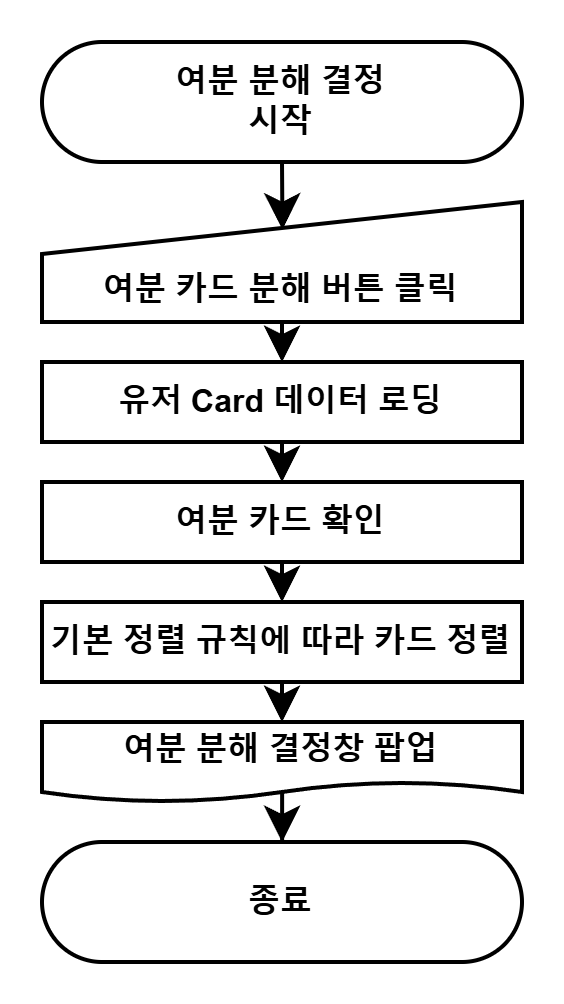 여분 분해 결정
시작
여분 카드 분해 버튼 클릭
유저 Card 데이터 로딩
여분 카드 확인
기본 정렬 규칙에 따라 카드 정렬
여분 분해 결정창 팝업
종료